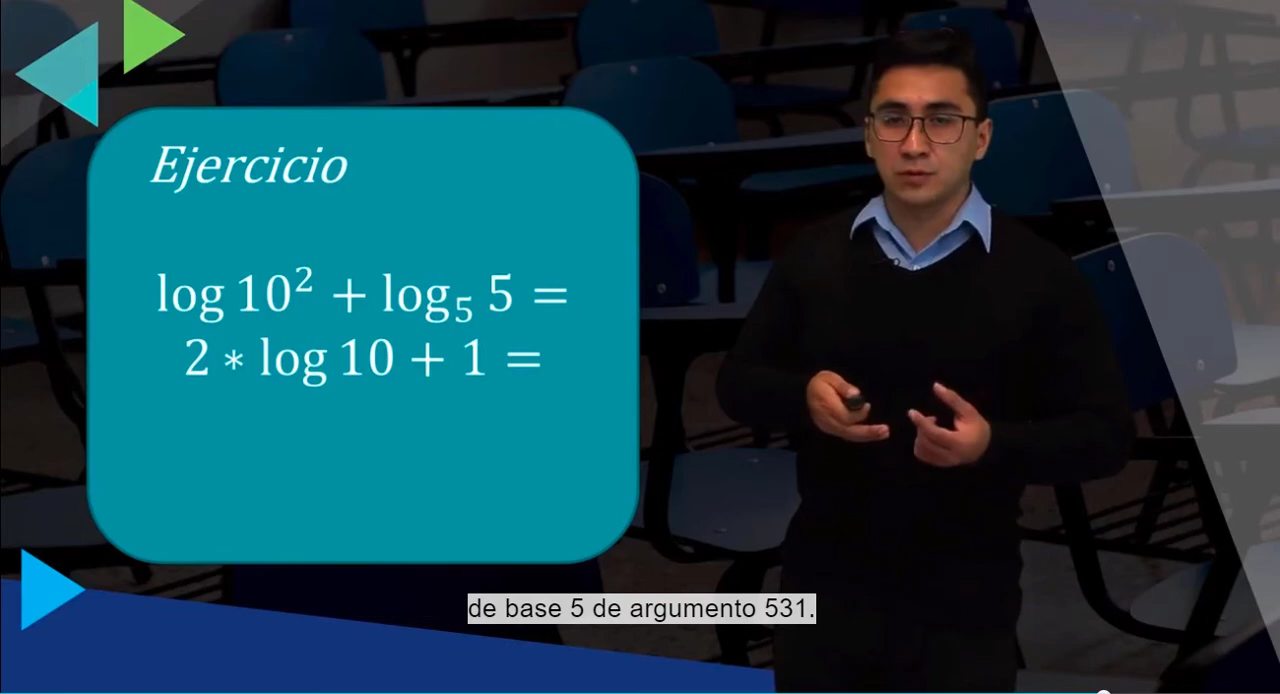 Ejercicio
log 10² + log₅ 5 =
2 * log 10 + 1 =
de base 5 de argumento 531.